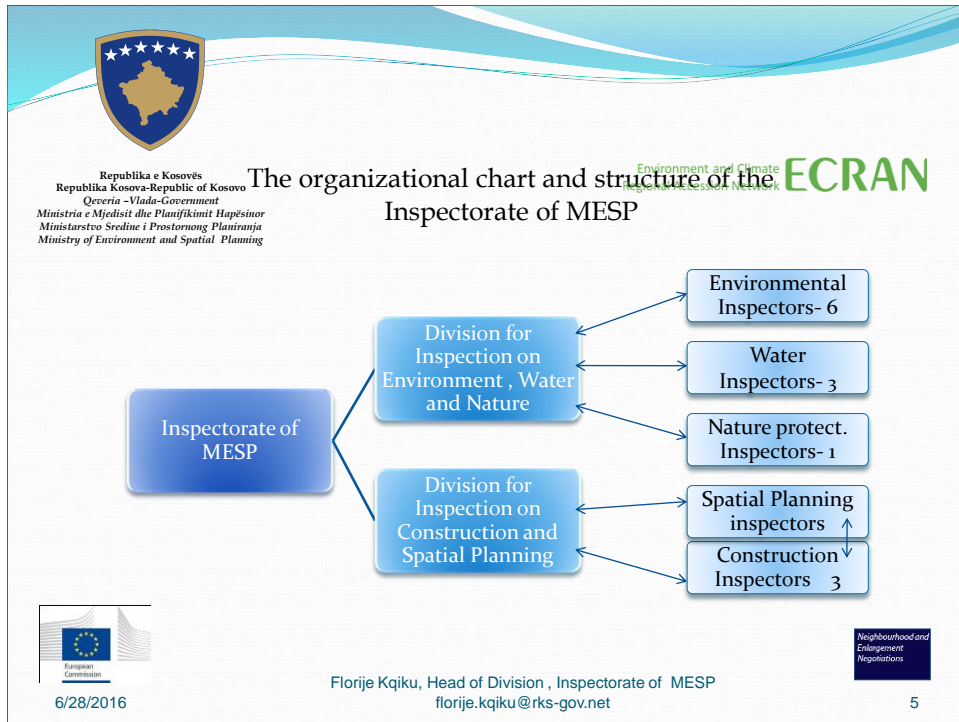 Republika e Kosovës
Republika Kosova-Republic of Kosovo
Qeveria –Vlada-Government
Ministria e Mjedisit dhe Planifikimit Hapësinor
Ministarstvo Sredine i Prostornong Planiranja
Ministry of Environment and Spatial Planning
Environment and Climate
Regional Accession Network
ECRAN
The organizational chart and structure of the
Inspectorate of MESP
Inspectorate of
MESP
Division for
Inspection on
Environment , Water
and Nature
Division for
Inspection on
Construction and
Spatial Planning
Environmental
Inspectors- 6
Water
Inspectors- 3
Nature protect.
Inspectors- 1
Spatial Planning
inspectors
Construction
Inspectors 3
European
Commission
Neighbourhood and
Enlargement
Negotiations
6/28/2016
Florije Kqiku, Head of Division , Inspectorate of MESP
florije.kqiku@rks-gov.net
5